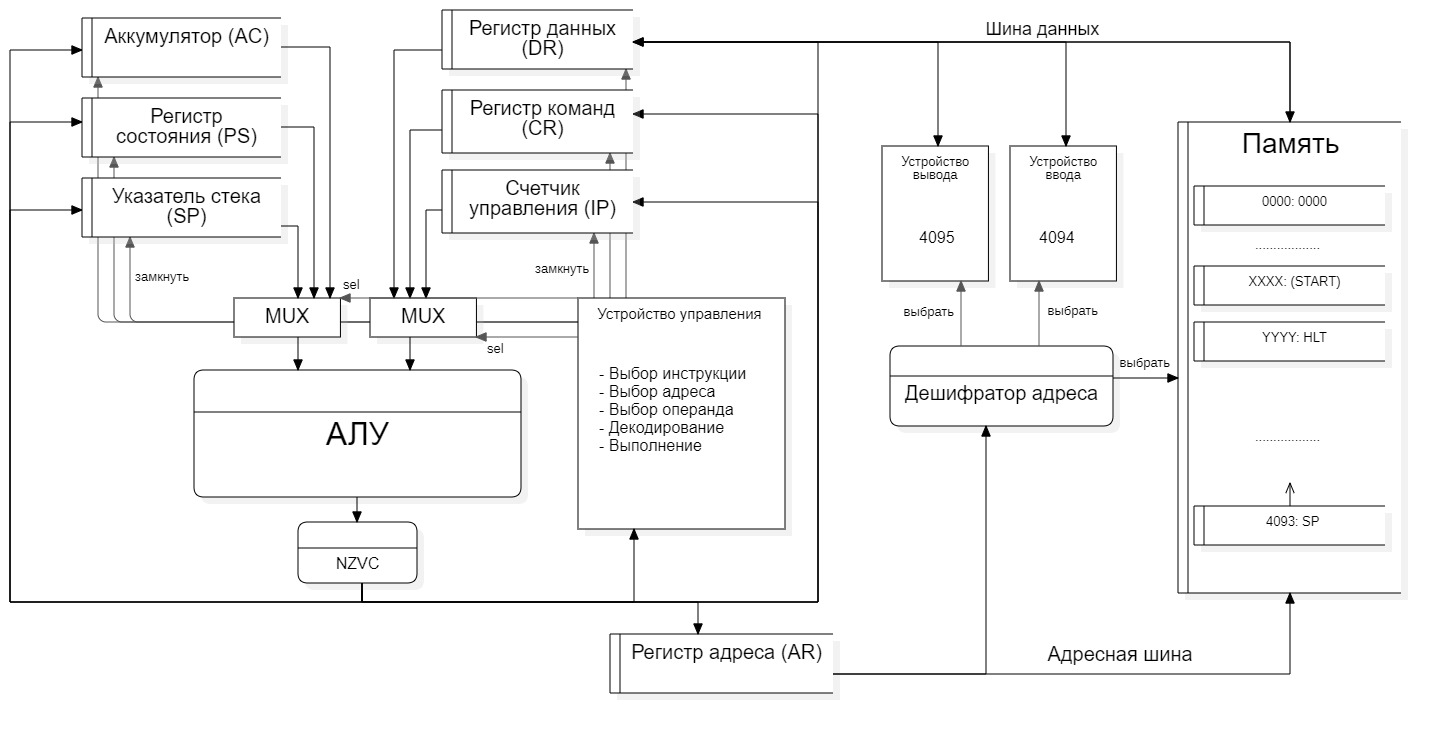 Аккумулятор (AC)
Регистр
состояния (PS)
Указатель стека
(SP)
замкнуть
Регистр данных
(DR)
Регистр команд
(CR)
Счетчик
управления (IP)
замкнуть
sel
MUX
MUX
sel
АЛУ
NZVC
Устройство управления
- Выбор инструкции
- Выбор адреса
- Выбор операнда
- Декодирование
- Выполнение
Регистр адреса (AR)
Шина данных
Устройство
вывода
4095
Устройство
ввода
4094
выбрать
выбрать
Дешифратор адреса
выбрать
Адресная шина
Память
0000: 0000
..................
XXXX: (START)
YYYY: HLT
..................
4093: SP